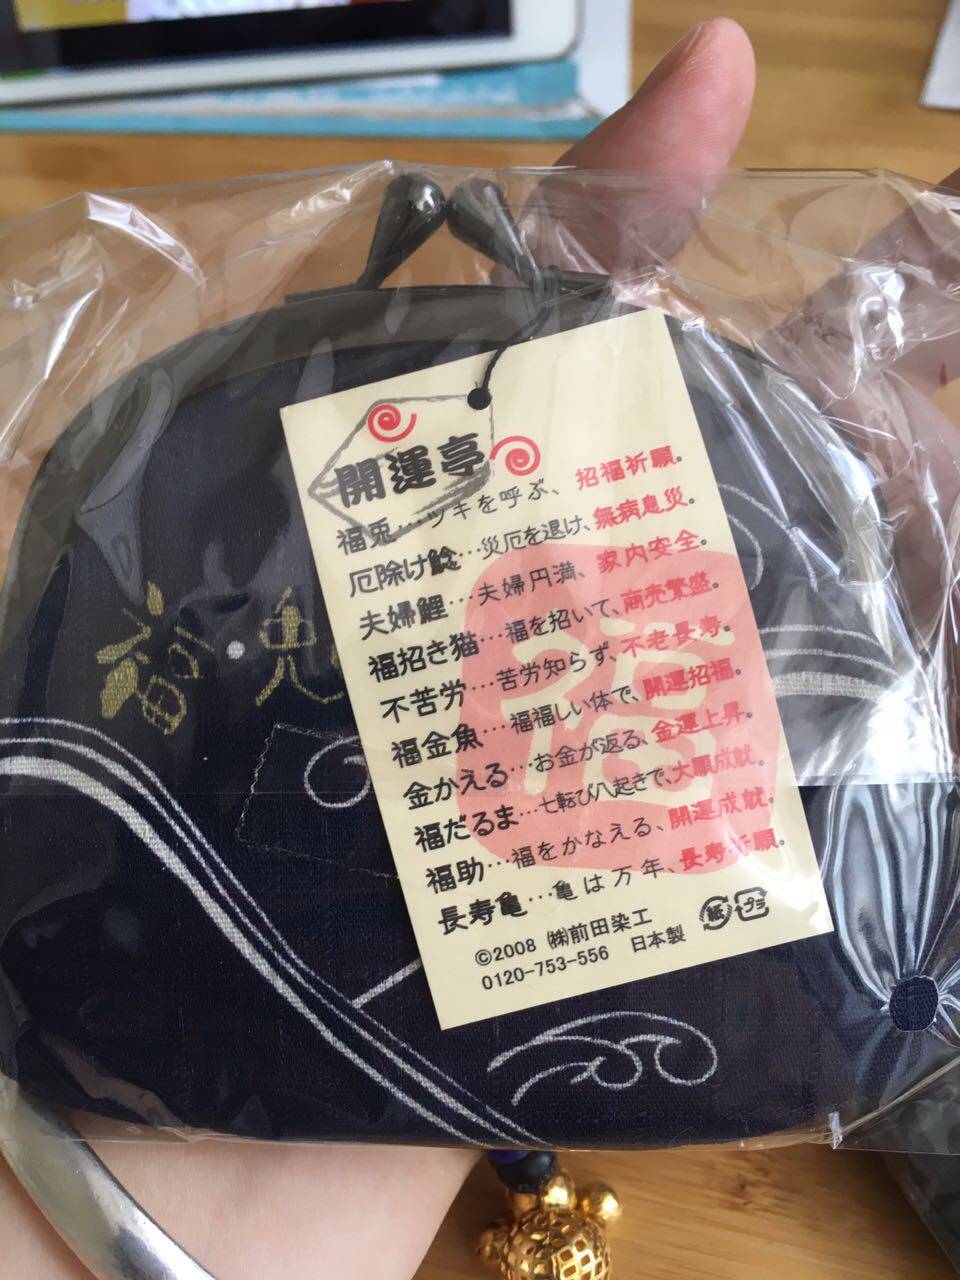 開運亭
福兎…ツキを呼ぶ、招福祈願。
厄除け鯰…災厄を退け、無病息災。
夫婦鯉…夫婦円満、家内安全。
福招き猫…福を招いて、商売繁盛。
不苦労…苦労知らず、不老長寿。
福金魚…福福しい体で、開運招福。
金かえる…お金が返る、金運上昇。
福だるま…七転び八起きで、大願成就。
福助…福をかなえる、開運成就。
長寿亀…亀は万年、長寿祈願。
©2008 ㈱前田染工
0120-753-556 日本製
紙 プラ
福
福・兎